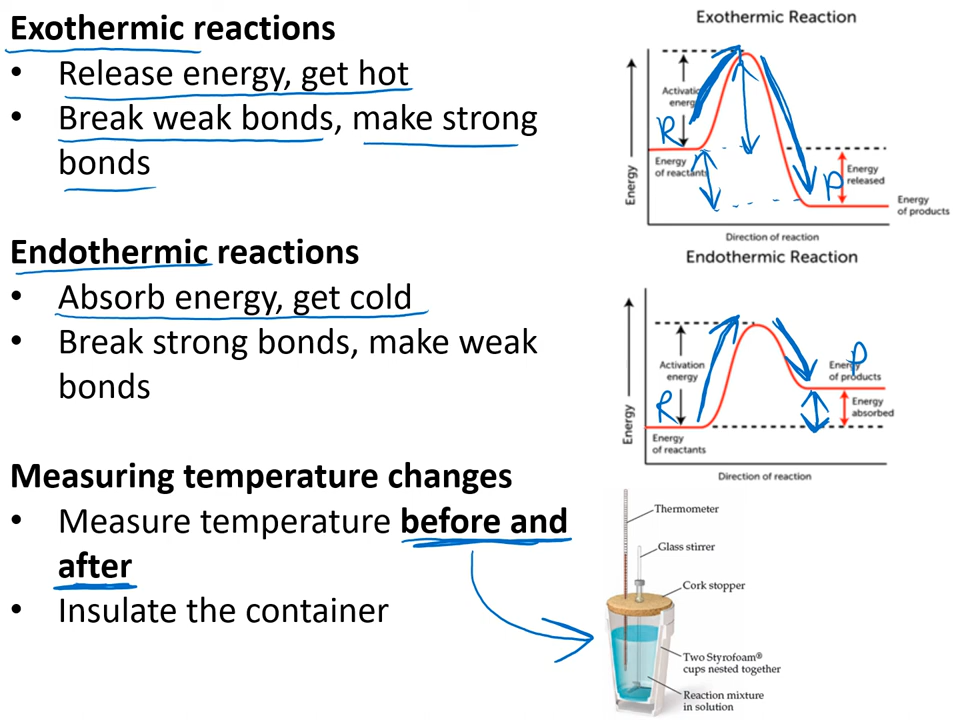 Exothermic reactions
• Release energy, get hot
• Break weak bonds, make strong
bonds
Endothermic reactions
• Absorb energy, get cold
• Break strong bonds, make weak
bonds
Measuring temperature changes
• Measure temperature before and
after
• Insulate the container
Exothermic Reaction
Energy
Activation
energy
R
Energy
of reactants
P
Energy
released
Energy
of products
Direction of reaction
Endothermic Reaction
Energy
Activation
energy
R
Energy
of reactants
P
Energy
of products
Energy
absorbed
Direction of reaction
Thermometer
Glass stirrer
Cork stopper
Two Styrofoam®
cups nested together
Reaction mixture
in solution